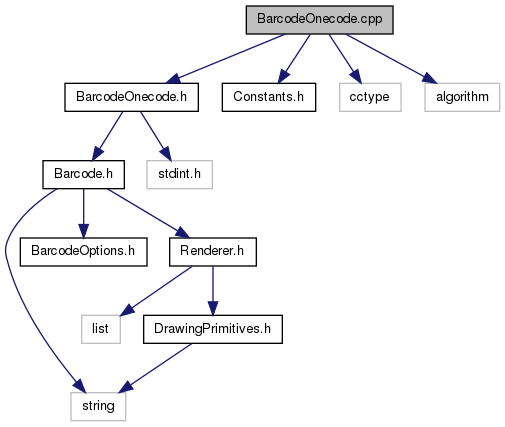 BarcodeOnecode.cpp
BarcodeOnecode.h
Constants.h
cctype
algorithm
Barcode.h
stdint.h
BarcodeOptions.h
Renderer.h
list
DrawingPrimitives.h
string